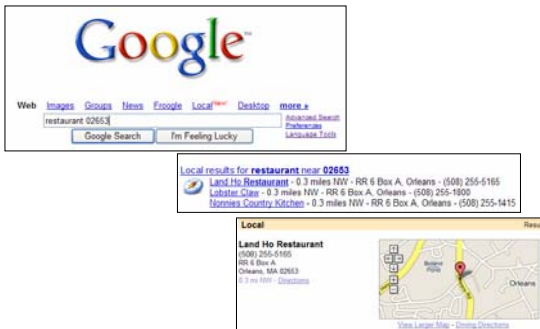 Google™
Web Images Groups News Froogle Local New! Desktop more »
restaurant 02653
Advanced Search
Preferences
Language Tools
Google Search I'm Feeling Lucky
Local results for restaurant near 02653
Land Ho Restaurant - 0.3 miles NW - RR 6 Box A, Orleans - (508) 255-5165
Lobster Claw - 0.3 miles NW - RR 6 Box A, Orleans - (508) 255-1800
Nonnies Country Kitchen - 0.3 miles NW - RR 6 Box A, Orleans - (508) 255-1415
Local Resu
Land Ho Restaurant
(508) 255-5165
RR 6 Box A
Orleans, MA 02653
0.3 mi NW - Directions
Boland
Pond
Orleans
View Larger Map - Driving Directions